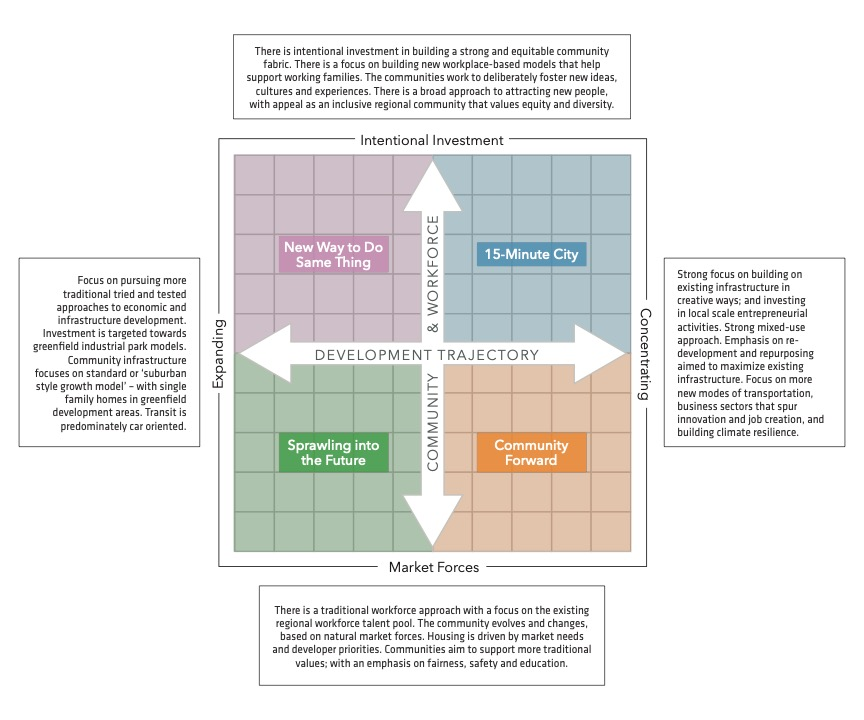 There is intentional investment in building a strong and equitable community
fabric. There is a focus on building new workplace-based models that help
support working families. The communities work to deliberately foster new ideas,
cultures and experiences. There is a broad approach to attracting new people,
with appeal as an inclusive regional community that values equity and diversity.
Intentional Investment
New Way to Do
Same Thing
15-Minute City
Focus on pursuing more
traditional tried and tested
approaches to economic and
infrastructure development.
Investment is targeted towards
greenfield industrial park models.
Community infrastructure
focuses on standard or ‘suburban
style growth model’ – with single
family homes in greenfield
development areas. Transit is
predominately car oriented.
Expanding
DEVELOPMENT TRAJECTORY
COMMUNITY & WORKFORCE
Concentrating
Strong focus on building on
existing infrastructure in
creative ways; and investing
in local scale entrepreneurial
activities. Strong mixed-use
approach. Emphasis on re-
development and repurposing
aimed to maximize existing
infrastructure. Focus on more
new modes of transportation,
business sectors that spur
innovation and job creation, and
building climate resilience.
Sprawling into
the Future
Community
Forward
Market Forces
There is a traditional workforce approach with a focus on the existing
regional workforce talent pool. The community evolves and changes,
based on natural market forces. Housing is driven by market needs
and developer priorities. Communities aim to support more traditional
values; with an emphasis on fairness, safety and education.